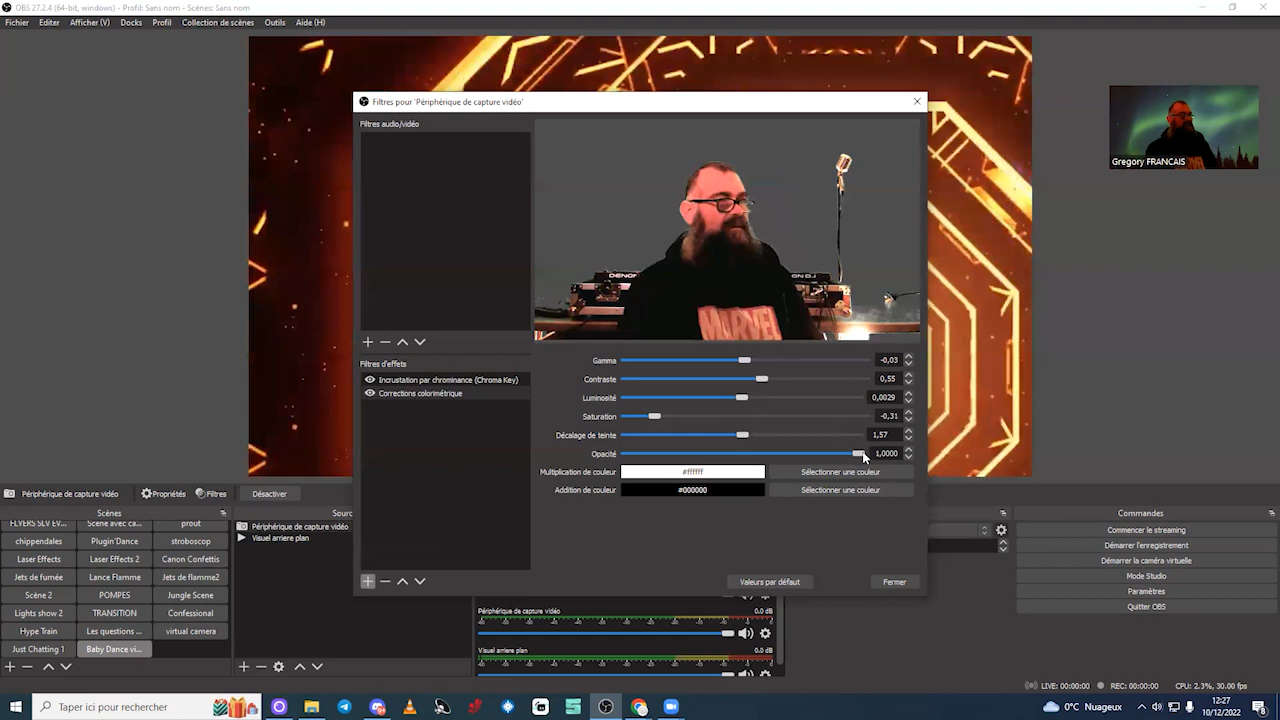 OBS 27.2.4 (64-bit, windows) - Profil: Sans nom - Scènes: Sans nom
Fichier Editer Afficher (V) Docks Profil Collection de scènes Outils Aide (H)
Filtres pour 'Périphérique de capture vidéo'
Filtres audio/vidéo
Gregory FRANCAIS
DENON
DENON DJ
MARVEL
Filtres d'effets
Incrustation par chrominance (Chroma Key)
Corrections colorimétrique
Gamma -0,03
Contraste 0,55
Luminosité 0,0029
Saturation -0,31
Décalage de teinte 1,57
Opacité 1,0000
Multiplication de couleur #ffffff Sélectionner une couleur
Addition de couleur #000000 Sélectionner une couleur
Valeurs par défaut Fermer
Périphérique de capture vidéo Propriétés Filtres Désactiver
Scènes
FLYERS SLV EV... Scène avec ca... prout
chippendales Plugin'Dance stroboscop
Laser Effects Laser Effects 2 Canon Confettis
Jets de fumée Lance Flamme Jets de flamme2
Scène 2 POMPES Jungle Scene
Lights show 2 TRANSITION Confessional
Hype Train Les questions ... virtual camera
Just Chatting 1 Baby Dance vi...
Sourc
Périphérique de capture vidéo
Visuel arriere plan
Périphérique de capture vidéo 0.0 dB
Visuel arriere plan 0.0 dB
Commandes
Commencer le streaming
Démarrer l'enregistrement
Démarrer la caméra virtuelle
Mode Studio
Paramètres
Quitter OBS
LIVE: 00:00:00 REC: 00:00:00 CPU: 2.3%, 30.00 fps
Taper ici pour rechercher
0°C Nuageux
12:27
10/12/2022